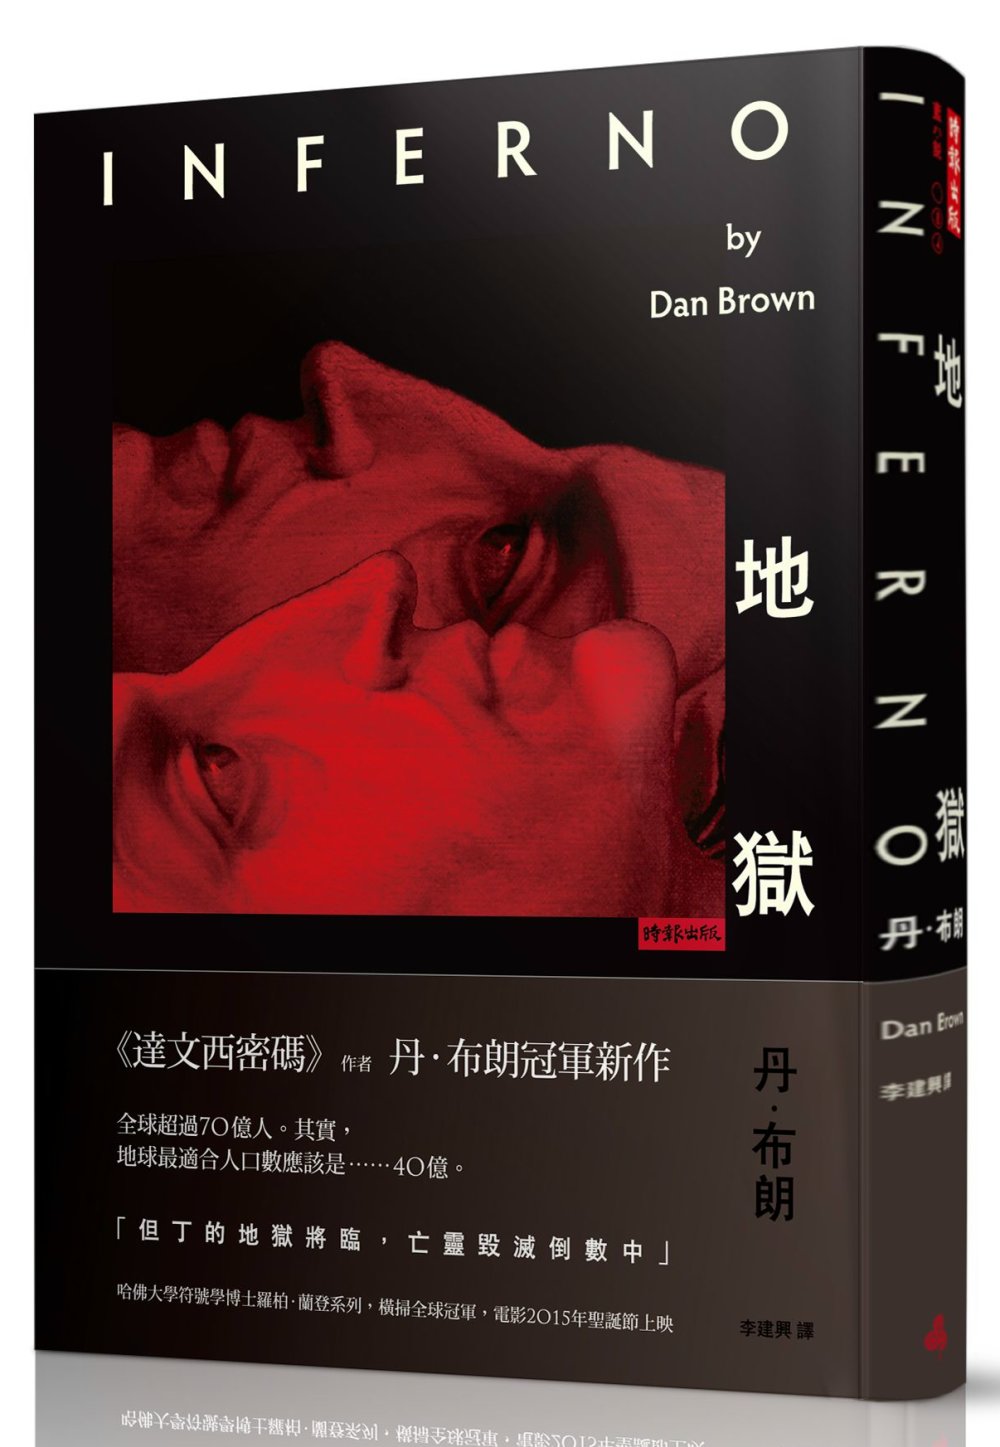 INFERNO
by
Dan Brown
地獄
時報出版
《達文西密碼》作者 丹·布朗冠軍新作
全球超過70億人。其實，
地球最適合人口數應該是……40億。
「但丁的地獄將臨，亡靈毀滅倒數中」
哈佛大學符號學博士羅柏·蘭登系列，橫掃全球冠軍，電影2015年聖誕節上映
丹·布朗
李建興 譯
INFERNO
地獄
丹·布朗
Dan Brown
李建興 譯
時報出版